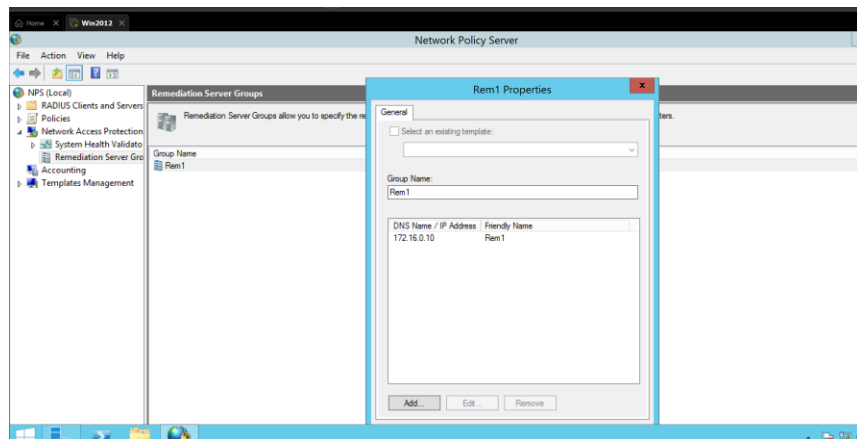 Home
Win2012
Network Policy Server
File Action View Help
NPS (Local)
RADIUS Clients and Servers
Policies
Network Access Protection
System Health Validato
Remediation Server Gro
Accounting
Templates Management
Remediation Server Groups
Remediation Server Groups allow you to specify the re
ters.
Group Name
Rem1
Rem1 Properties
x
General
Select an existing template:
Group Name:
Rem1
DNS Name / IP Address Friendly Name
172.16.0.10 Rem1
Add... Edit... Remove